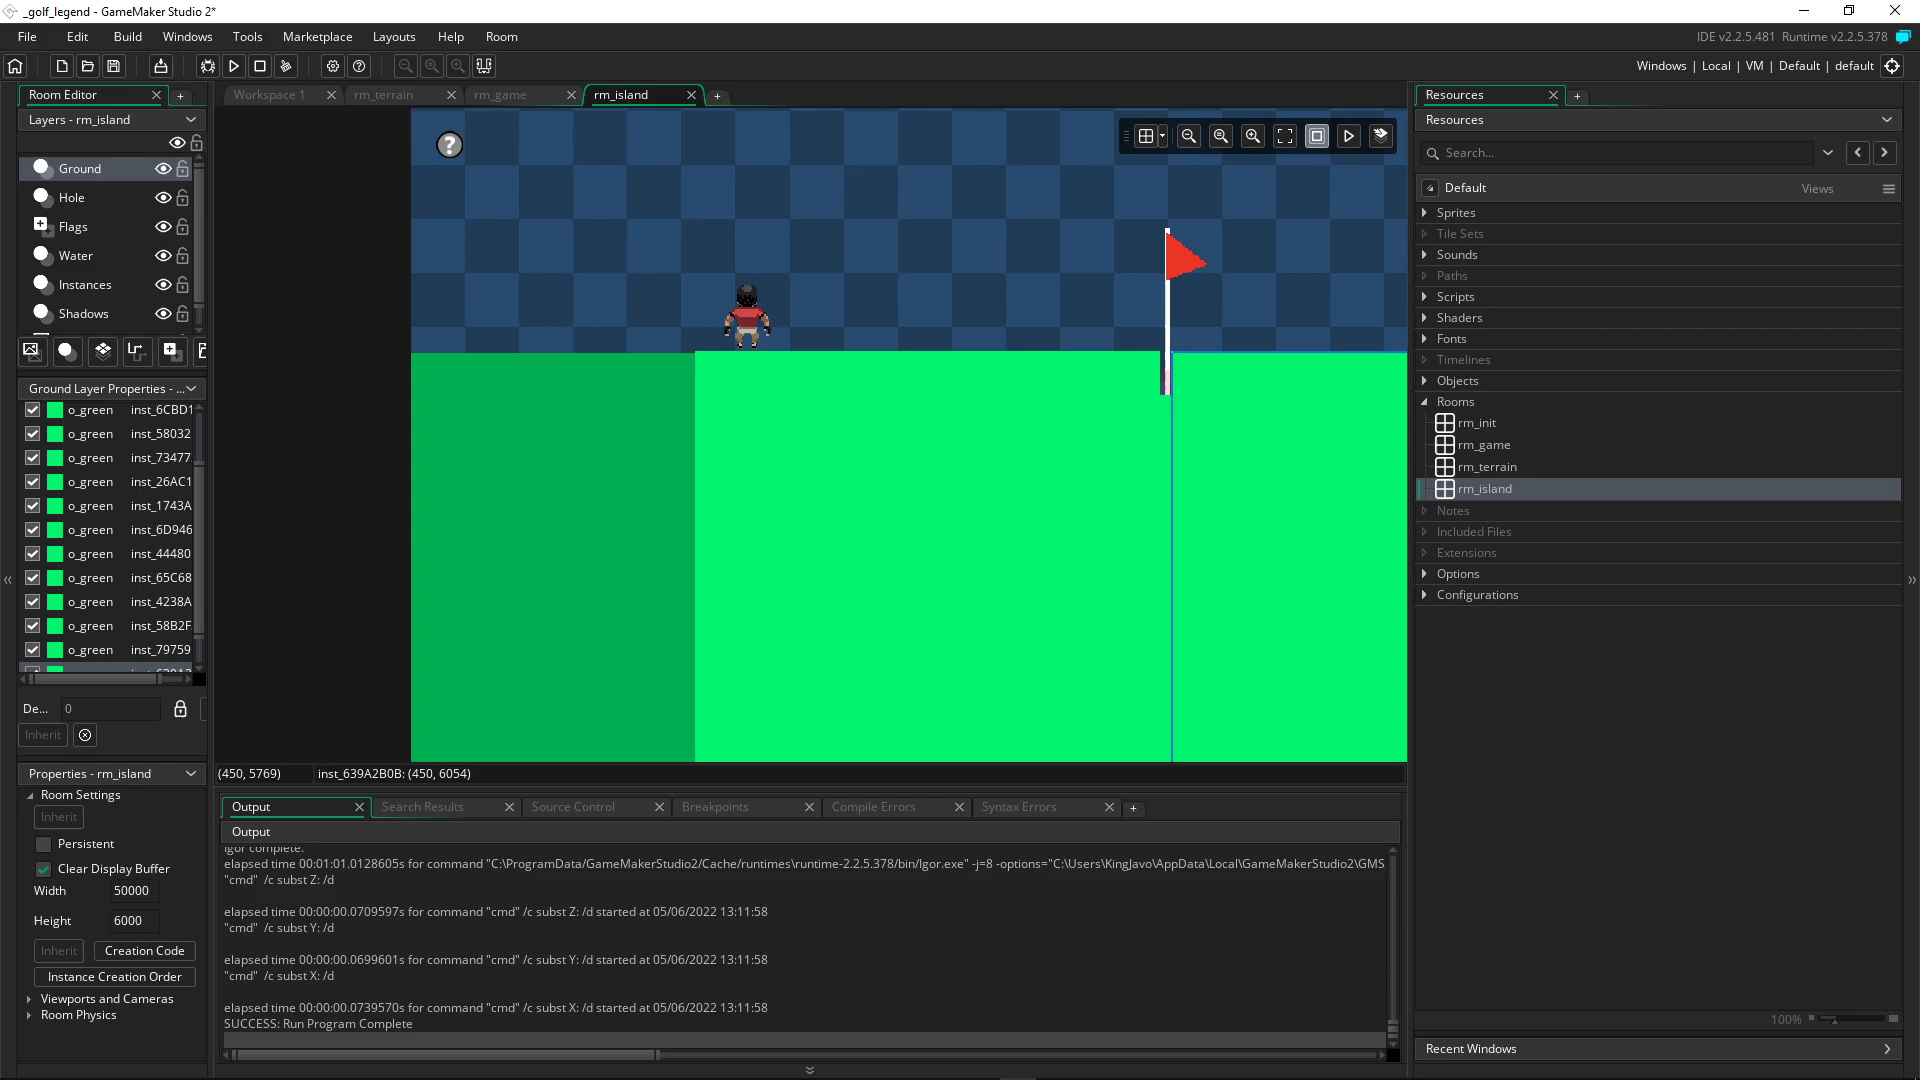 _golf_legend - GameMaker Studio 2*
File Edit Build Windows Tools Marketplace Layouts Help Room
IDE v2.2.5.481 Runtime v2.2.5.378
Windows | Local | VM | Default | default
Room Editor
Workspace 1 rm_terrain rm_game rm_island
Resources
Layers - rm_island
Resources
Search...
Ground
Default Views
Hole
Flags
Water
Instances
Shadows
Sprites
Tile Sets
Sounds
Paths
Scripts
Shaders
Fonts
Timelines
Objects
Rooms
rm_init
rm_game
rm_terrain
rm_island
Notes
Included Files
Extensions
Options
Configurations
?
Ground Layer Properties - ...
o_green inst_6CBD1
o_green inst_58032
o_green inst_73477
o_green inst_26AC1
o_green inst_1743A
o_green inst_6D946
o_green inst_44480
o_green inst_65C68
o_green inst_4238A
o_green inst_58B2F
o_green inst_79759
De... 0
Inherit
Properties - rm_island
Room Settings
Inherit
Persistent
Clear Display Buffer
Width 50000
Height 6000
Inherit Creation Code
Instance Creation Order
Viewports and Cameras
Room Physics
(450, 5769) inst_639A2B0B: (450, 6054)
Output Search Results Source Control Breakpoints Compile Errors Syntax Errors
Output
Igor complete.
elapsed time 00:01:01.0128605s for command "C:\ProgramData/GameMakerStudio2/Cache/runtimes\runtime-2.2.5.378/bin/Igor.exe" -j=8 -options="C:\Users\KingJavo\AppData\Local\GameMakerStudio2\GMS
"cmd" /c subst Z: /d
elapsed time 00:00:00.0709597s for command "cmd" /c subst Z: /d started at 05/06/2022 13:11:58
"cmd" /c subst Y: /d
elapsed time 00:00:00.0699601s for command "cmd" /c subst Y: /d started at 05/06/2022 13:11:58
"cmd" /c subst X: /d
elapsed time 00:00:00.0739570s for command "cmd" /c subst X: /d started at 05/06/2022 13:11:58
SUCCESS: Run Program Complete
100%
Recent Windows